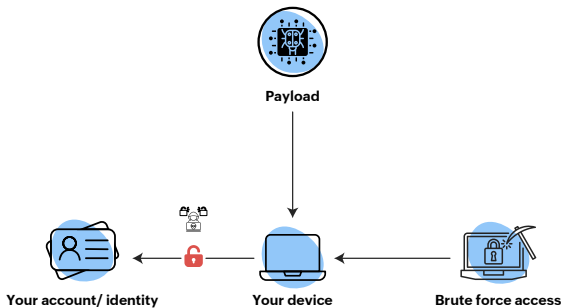 Payload
Your account/ identity
Your device
Brute force access